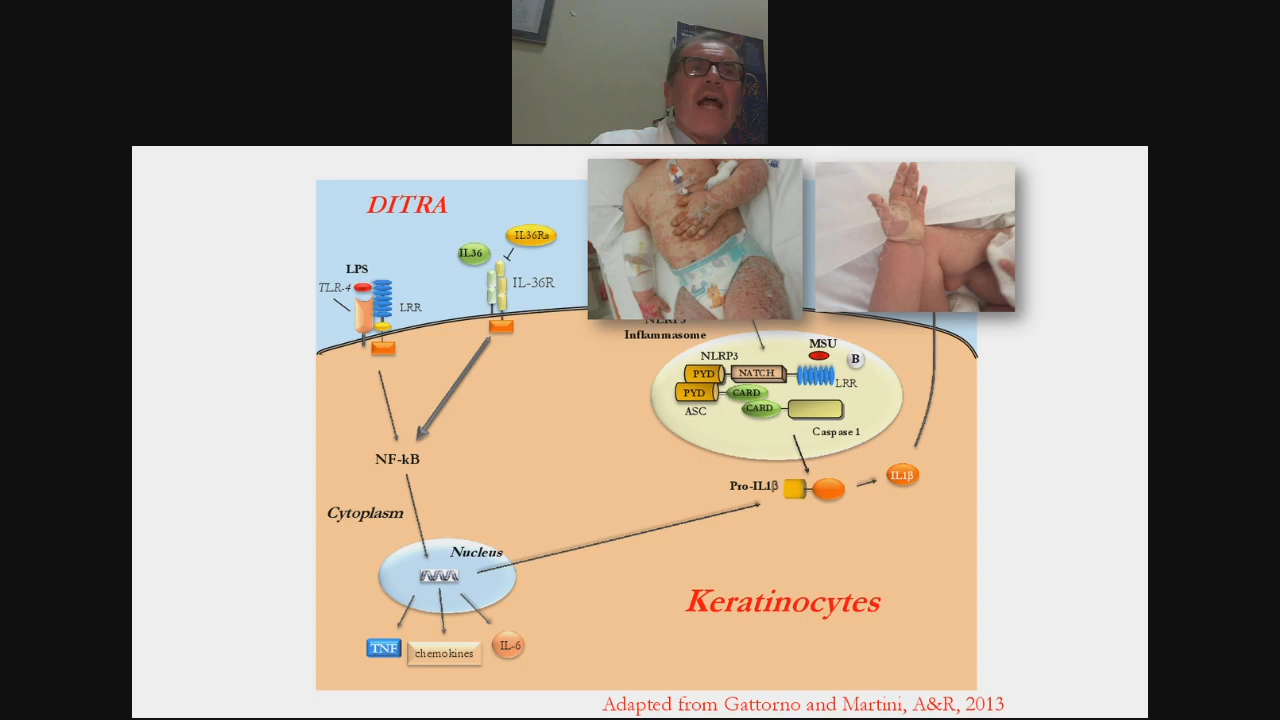 DITRA
IL36Ra
IL36
LPS
TLR-4
IL-36R
LRR
NLRP3
Inflammasome
MSU
NLRP3
B
PYD
NATCH
LRR
PYD
CARD
ASC
CARD
Caspase 1
NF-kB
Pro-IL1β
IL1β
Cytoplasm
Nucleus
Keratinocytes
TNF
chemokines
IL-6
Adapted from Gattorno and Martini, A&R, 2013